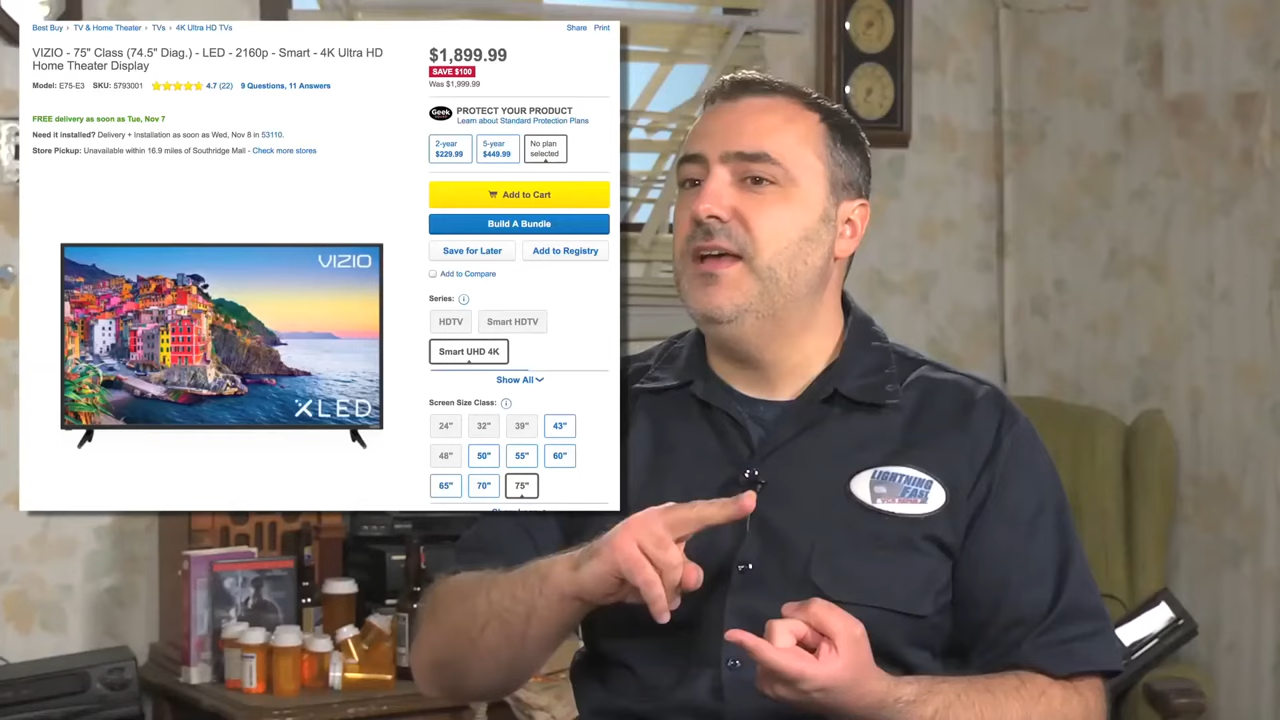 Best Buy › TV & Home Theater › TVs › 4K Ultra HD TVs
Share Print
VIZIO - 75" Class (74.5" Diag.) - LED - 2160p - Smart - 4K Ultra HD
Home Theater Display
Model: E75-E3 SKU: 5793001 4.7 (22) 9 Questions, 11 Answers
FREE delivery as soon as Tue, Nov 7
Need it installed? Delivery + Installation as soon as Wed, Nov 8 in 53110.
Store Pickup: Unavailable within 16.9 miles of Southridge Mall - Check more stores
VIZIO
XLED
$1,899.99
SAVE $100
Was $1,999.99
Geek
PROTECT YOUR PRODUCT
Learn about Standard Protection Plans
2-year 5-year No plan
$229.99 $449.99 selected
Add to Cart
Build A Bundle
Save for Later Add to Registry
Add to Compare
Series:
HDTV Smart HDTV
Smart UHD 4K
Show All
Screen Size Class:
24" 32" 39" 43"
48" 50" 55" 60"
65" 70" 75"
LIGHTNING
FAST